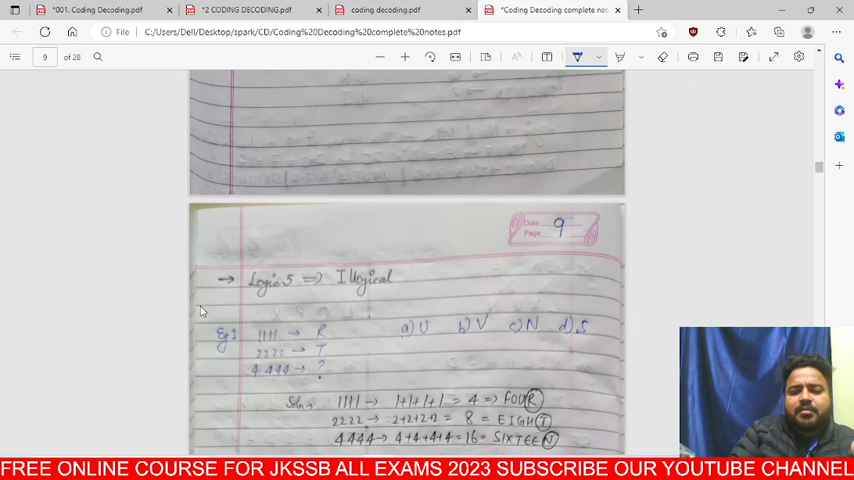 *001. Coding Decoding.pdf
*2 CODING DECODING.pdf
coding decoding.pdf
*Coding Decoding complete no
File
C:/Users/Dell/Desktop/spark/CD/Coding%20Decoding%20complete%20notes.pdf
9 of 28
Date
Page 9
→ Logic 5 ⇒ Illogical
Eg 1 1111 → R a) U b) V c) N d) S
2222 → T
4444 → ?
Soln → 1111 → 1+1+1+1 = 4 ⇒ FOUR
2222 → 2+2+2+2 = 8 = EIGHT
4444 → 4+4+4+4 = 16 = SIXTEEN
FREE ONLINE COURSE FOR JKSSB ALL EXAMS 2023 SUBSCRIBE OUR YOUTUBE CHANNEL